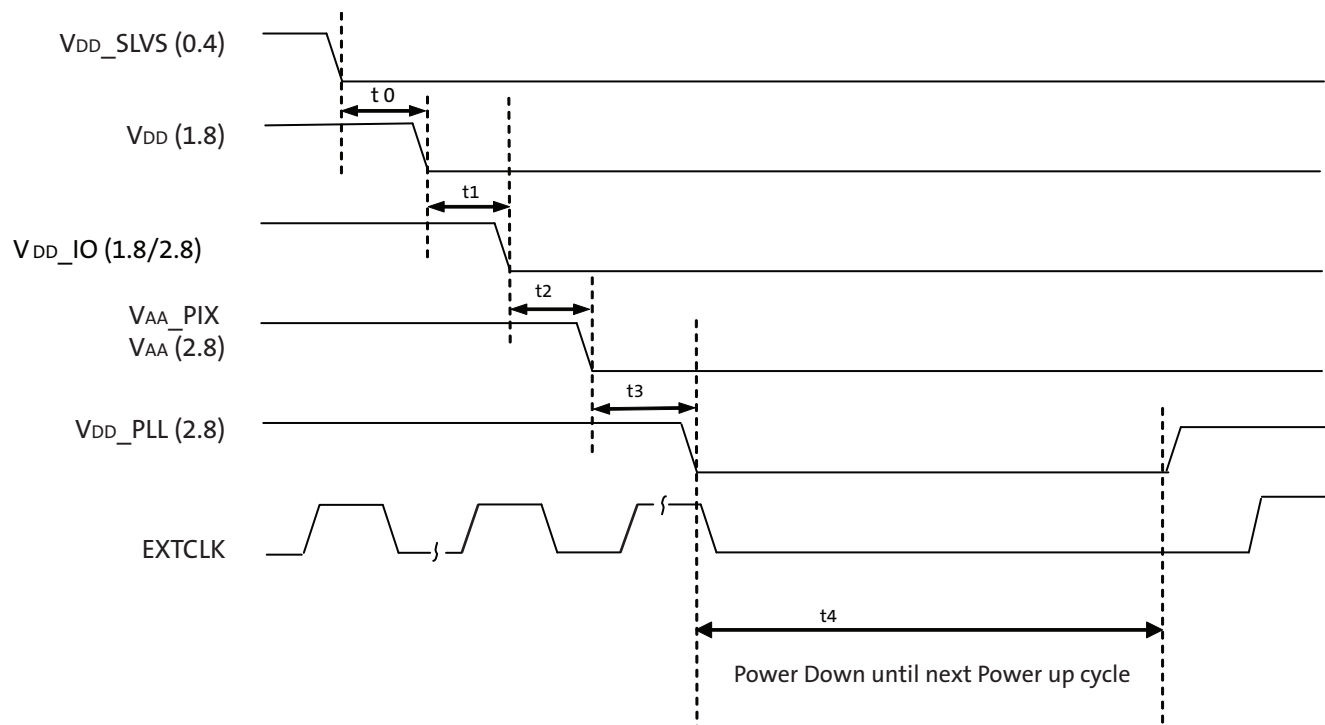 VDD_SLVS (0.4)
t 0
VDD (1.8)
t1
VDD_IO (1.8/2.8)
t2
VAA_PIX
VAA (2.8)
t3
VDD_PLL (2.8)
EXTCLK
t4
Power Down until next Power up cycle